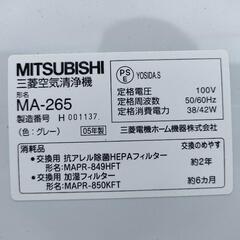 MITSUBISHI
三菱空気清浄機
形名
MA-265
製造番号 H 001137.
(色:グレー) 05年製
PS E YOSIDA.S
定格電圧 100V
定格周波数 50/60Hz
定格消費電力 38/42W
三菱電機ホーム機器株式会社
消耗品 交換のめやす
•交換用 抗アレル除菌HEPAフィルター
形名:MAPR-849HFT 約2年
•交換用 加湿フィルター
形名:MAPR-850KFT 約6カ月